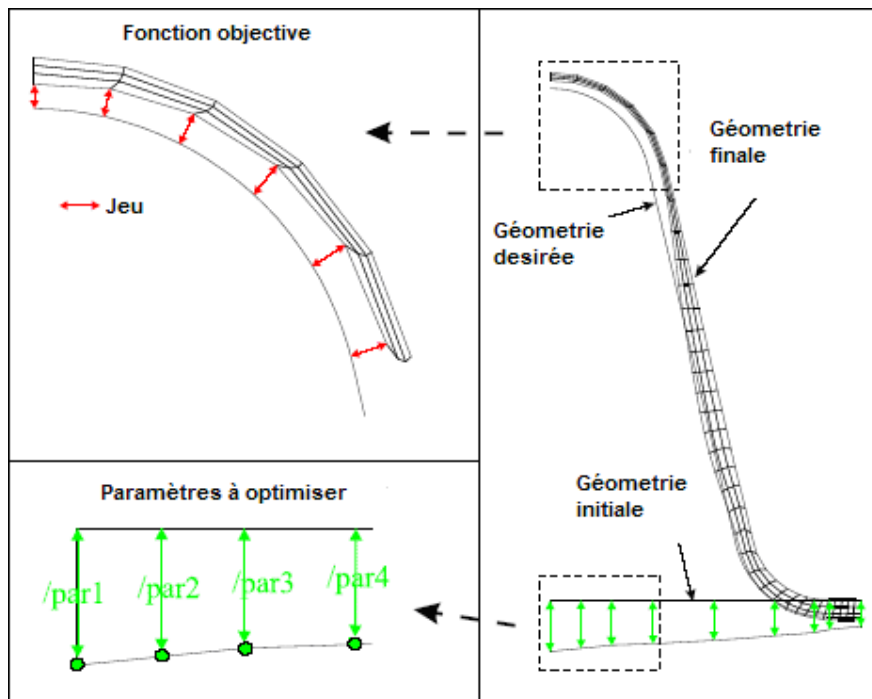 Fonction objective
Jeu
Géometrie
finale
Géometrie
desirée
Paramètres à optimiser
/par1
/par2
/par3
/par4
Géometrie
initiale